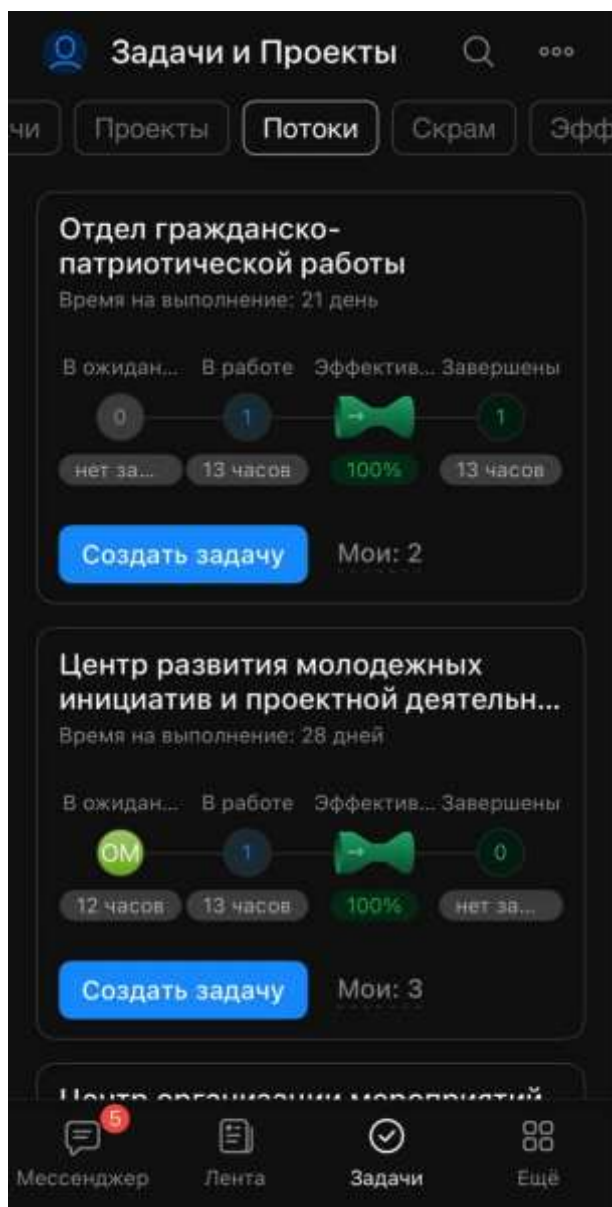 Задачи и Проекты
чи Проекты Потоки Скрам Эфф
Отдел гражданско-
патриотической работы
Время на выполнение: 21 день
В ожидан... В работе Эффектив... Завершены
0 1 1
нет за... 13 часов 100% 13 часов
Создать задачу Мои: 2
Центр развития молодежных
инициатив и проектной деятельн...
Время на выполнение: 28 дней
В ожидан... В работе Эффектив... Завершены
ОМ 1 0
12 часов 13 часов 100% нет за...
Создать задачу Мои: 3
Центр организации мероприятий
5
Мессенджер Лента Задачи Ещё